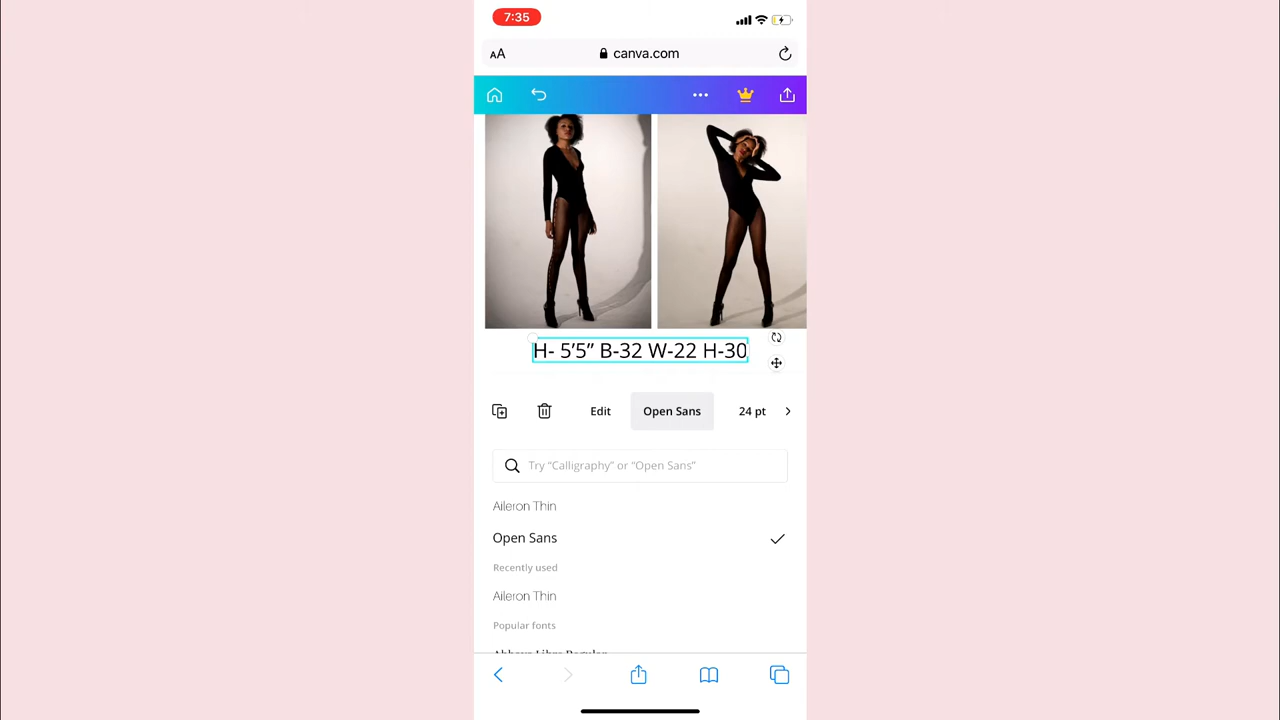 7:35
AA
canva.com
H- 5’5” B-32 W-22 H-30
Edit
Open Sans
24 pt
Try “Calligraphy” or “Open Sans”
Aileron Thin
Open Sans
Recently used
Aileron Thin
Popular fonts